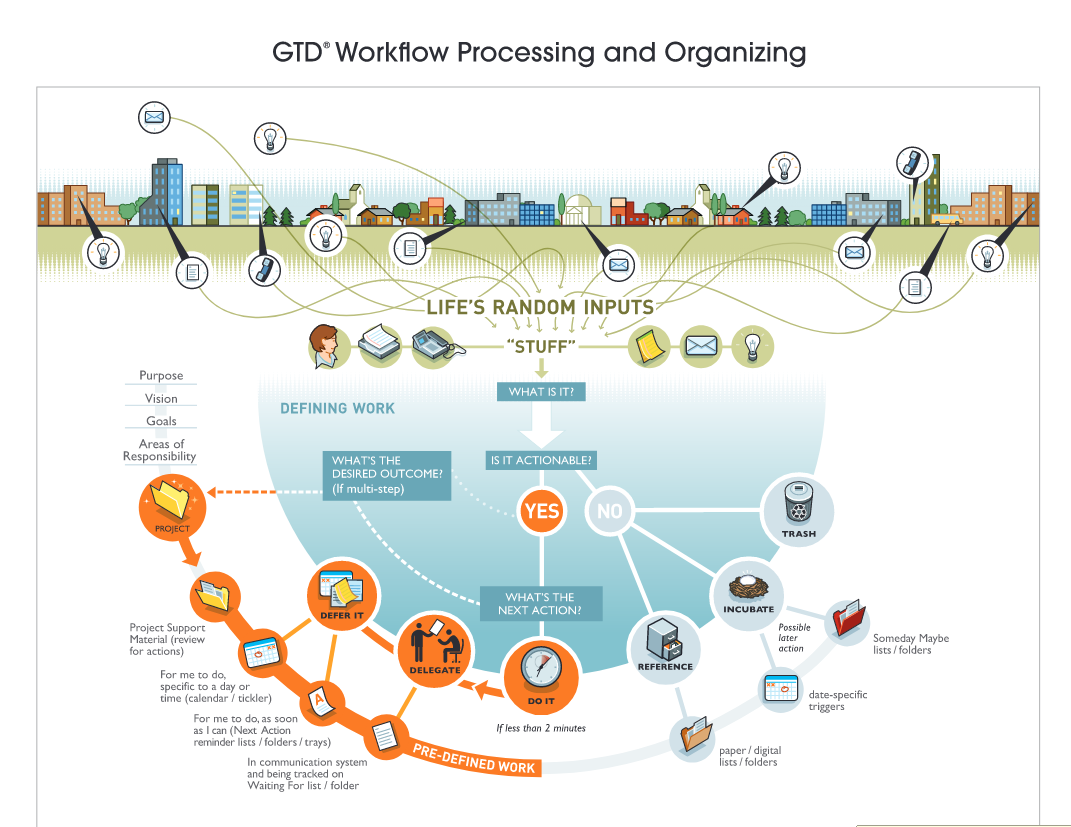 GTD® Workflow Processing and Organizing
LIFE'S RANDOM INPUTS
"STUFF"
WHAT IS IT?
DEFINING WORK
Purpose
Vision
Goals
Areas of
Responsibility
WHAT'S THE
DESIRED OUTCOME?
(If multi-step)
IS IT ACTIONABLE?
PROJECT
YES
NO
TRASH
DEFER IT
WHAT'S THE
NEXT ACTION?
INCUBATE
Project Support
Material (review
for actions)
Possible
later
action
Someday Maybe
lists / folders
DELEGATE
REFERENCE
For me to do,
specific to a day or
time (calendar / tickler)
DO IT
date-specific
triggers
A
For me to do, as soon
as I can (Next Action
reminder lists / folders / trays)
If less than 2 minutes
PRE-DEFINED WORK
paper / digital
lists / folders
In communication system
and being tracked on
Waiting For list / folder